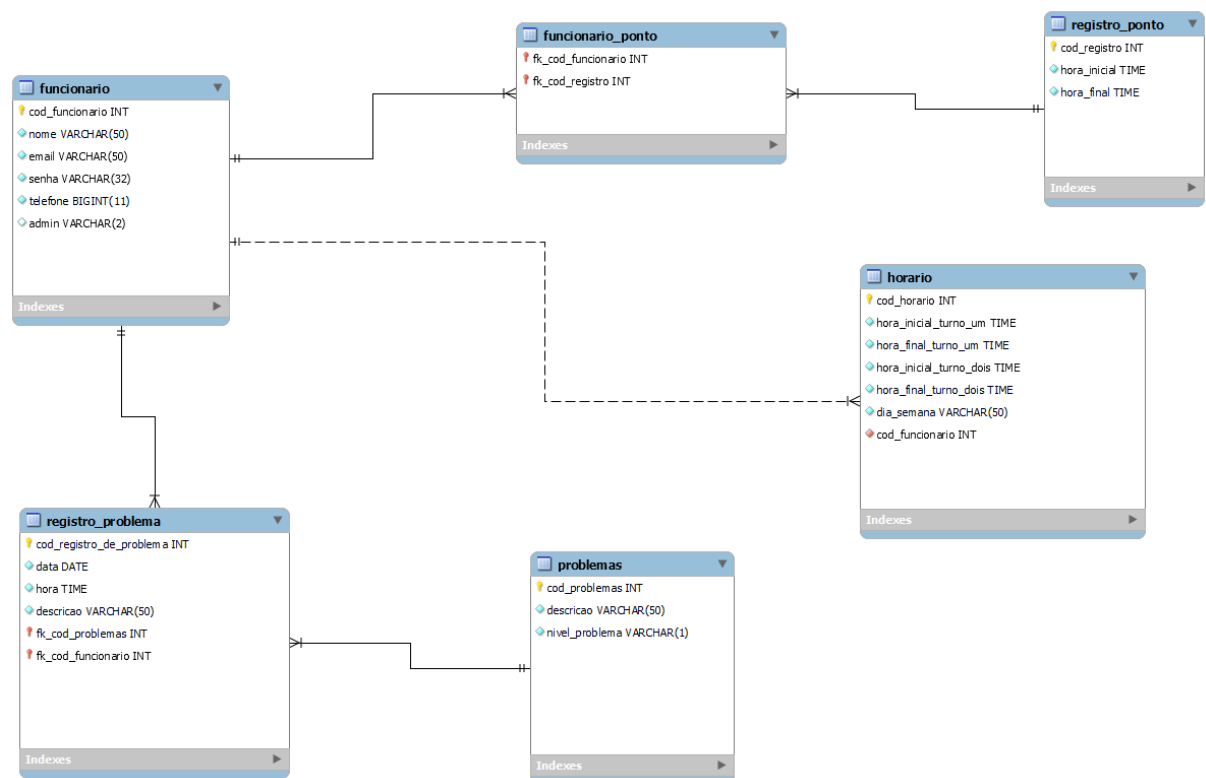 funcionario
cod_funcionario INT
nome VARCHAR(50)
email VARCHAR(50)
senha VARCHAR(32)
telefone BIGINT(11)
admin VARCHAR(2)
Indexes
funcionario_ponto
fk_cod_funcionario INT
fk_cod_registro INT
Indexes
registro_ponto
cod_registro INT
hora_inicial TIME
hora_final TIME
Indexes
horario
cod_horario INT
hora_inicial_turno_um TIME
hora_final_turno_um TIME
hora_inicial_turno_dois TIME
hora_final_turno_dois TIME
dia_semana VARCHAR(50)
cod_funcionario INT
Indexes
registro_problema
cod_registro_de_problema INT
data DATE
hora TIME
descricao VARCHAR(50)
fk_cod_problemas INT
fk_cod_funcionario INT
Indexes
problemas
cod_problemas INT
descricao VARCHAR(50)
nivel_problema VARCHAR(1)
Indexes